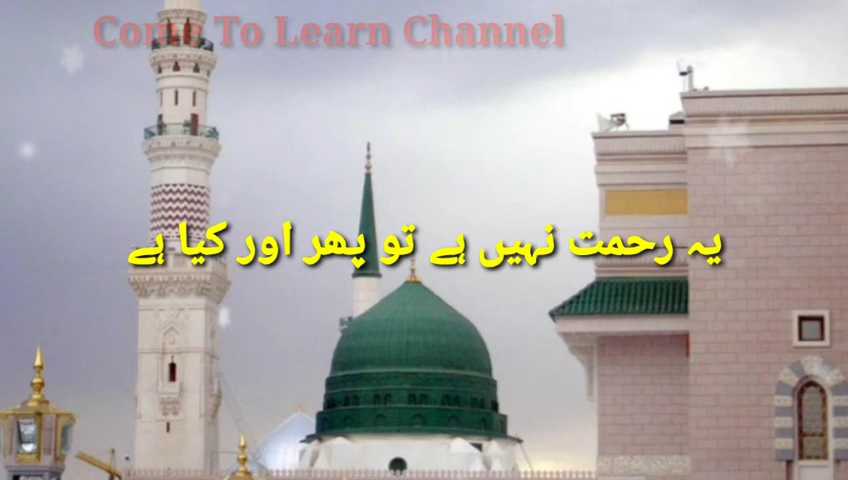 Come To Learn Channel
یہ رحمت نہیں ہے تو پھر اور کیا ہے